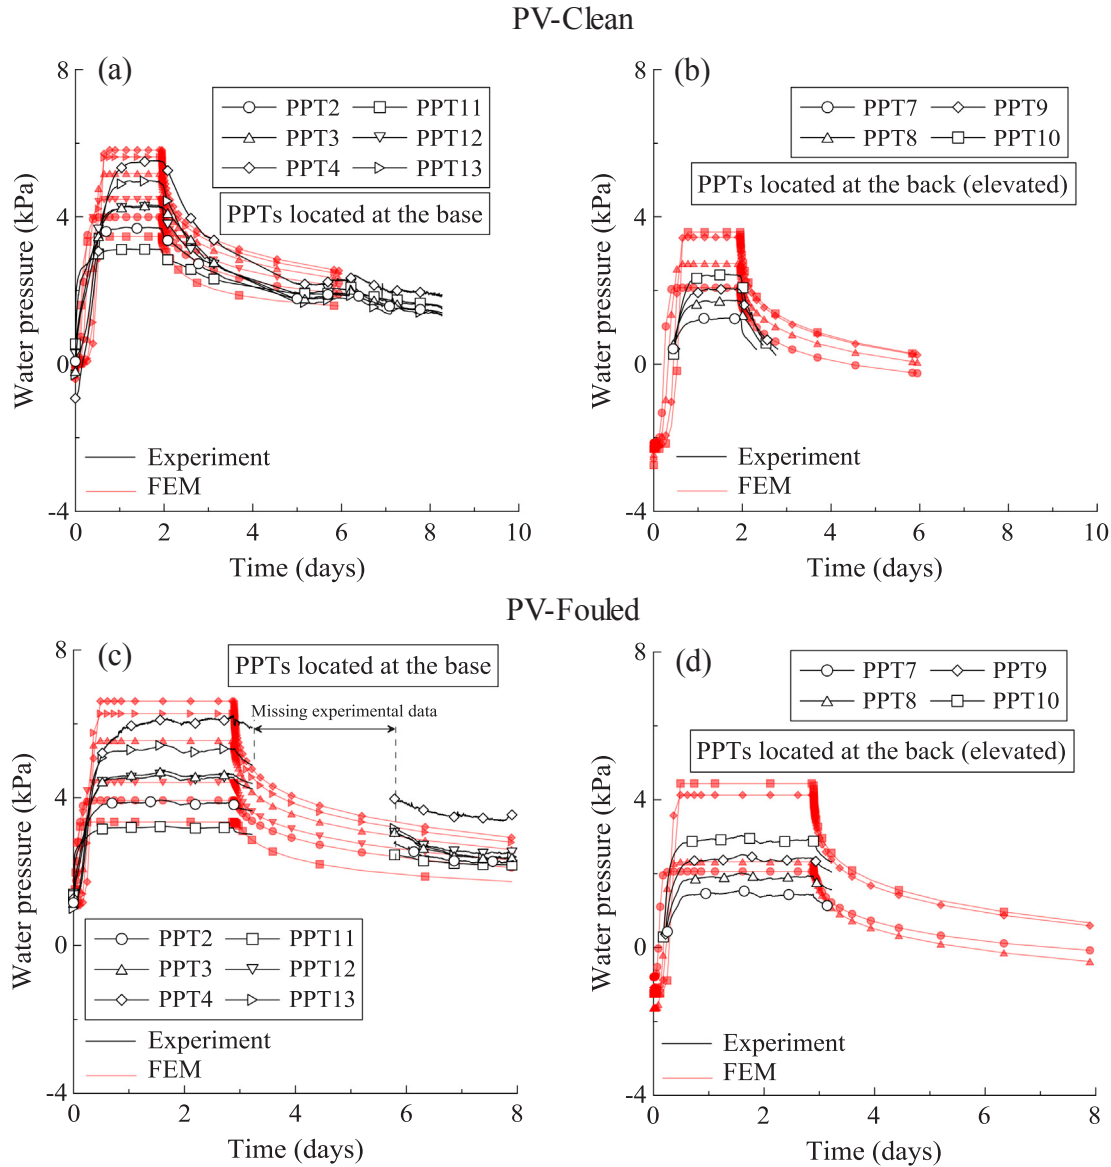 PV-Clean
(a)
PPT2 PPT11
PPT3 PPT12
PPT4 PPT13
PPTs located at the base
Experiment
FEM
8
4
0
-4
Water pressure (kPa)
0 2 4 6 8 10
Time (days)
(b)
PPT7 PPT9
PPT8 PPT10
PPTs located at the back (elevated)
Experiment
FEM
8
4
0
-4
Water pressure (kPa)
0 2 4 6 8 10
Time (days)
PV-Fouled
(c)
PPTs located at the base
Missing experimental data
PPT2 PPT11
PPT3 PPT12
PPT4 PPT13
Experiment
FEM
8
4
0
-4
Water pressure (kPa)
0 2 4 6 8
Time (days)
(d)
PPT7 PPT9
PPT8 PPT10
PPTs located at the back (elevated)
Experiment
FEM
8
4
0
-4
Water pressure (kPa)
0 2 4 6 8
Time (days)